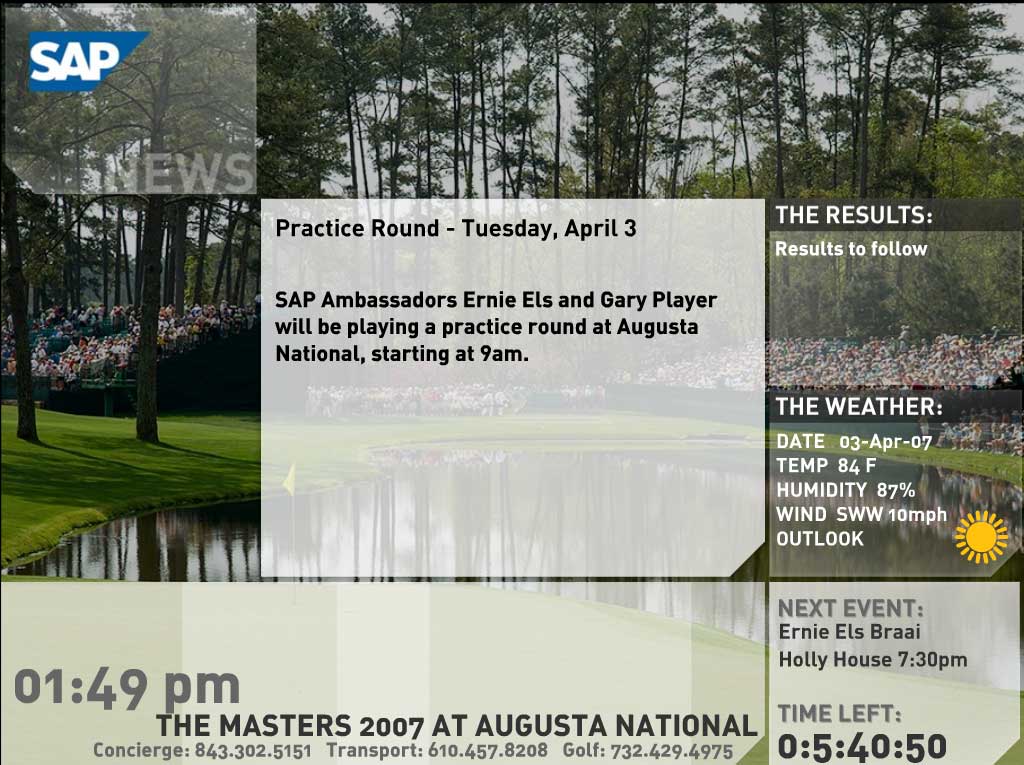 SAP
NEWS
Practice Round - Tuesday, April 3
SAP Ambassadors Ernie Els and Gary Player
will be playing a practice round at Augusta
National, starting at 9am.
THE RESULTS:
Results to follow
THE WEATHER:
DATE 03-Apr-07
TEMP 84 F
HUMIDITY 87%
WIND SWW 10mph
OUTLOOK
NEXT EVENT:
Ernie Els Braai
Holly House 7:30pm
TIME LEFT:
0:5:40:50
01:49 pm
THE MASTERS 2007 AT AUGUSTA NATIONAL
Concierge: 843.302.5151 Transport: 610.457.8208 Golf: 732.429.4975